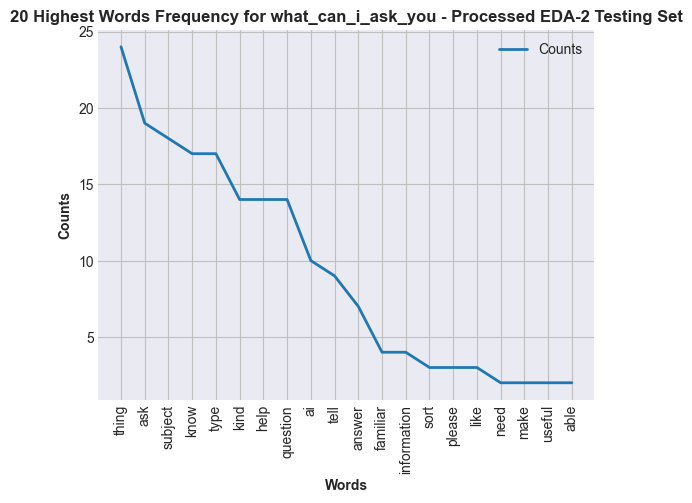 20 Highest Words Frequency for what_can_i_ask_you - Processed EDA-2 Testing Set
Counts
25
20
15
10
5
Counts
thing
ask
subject
know
type
kind
help
question
ai
tell
answer
familiar
information
sort
please
like
need
make
useful
able
Words